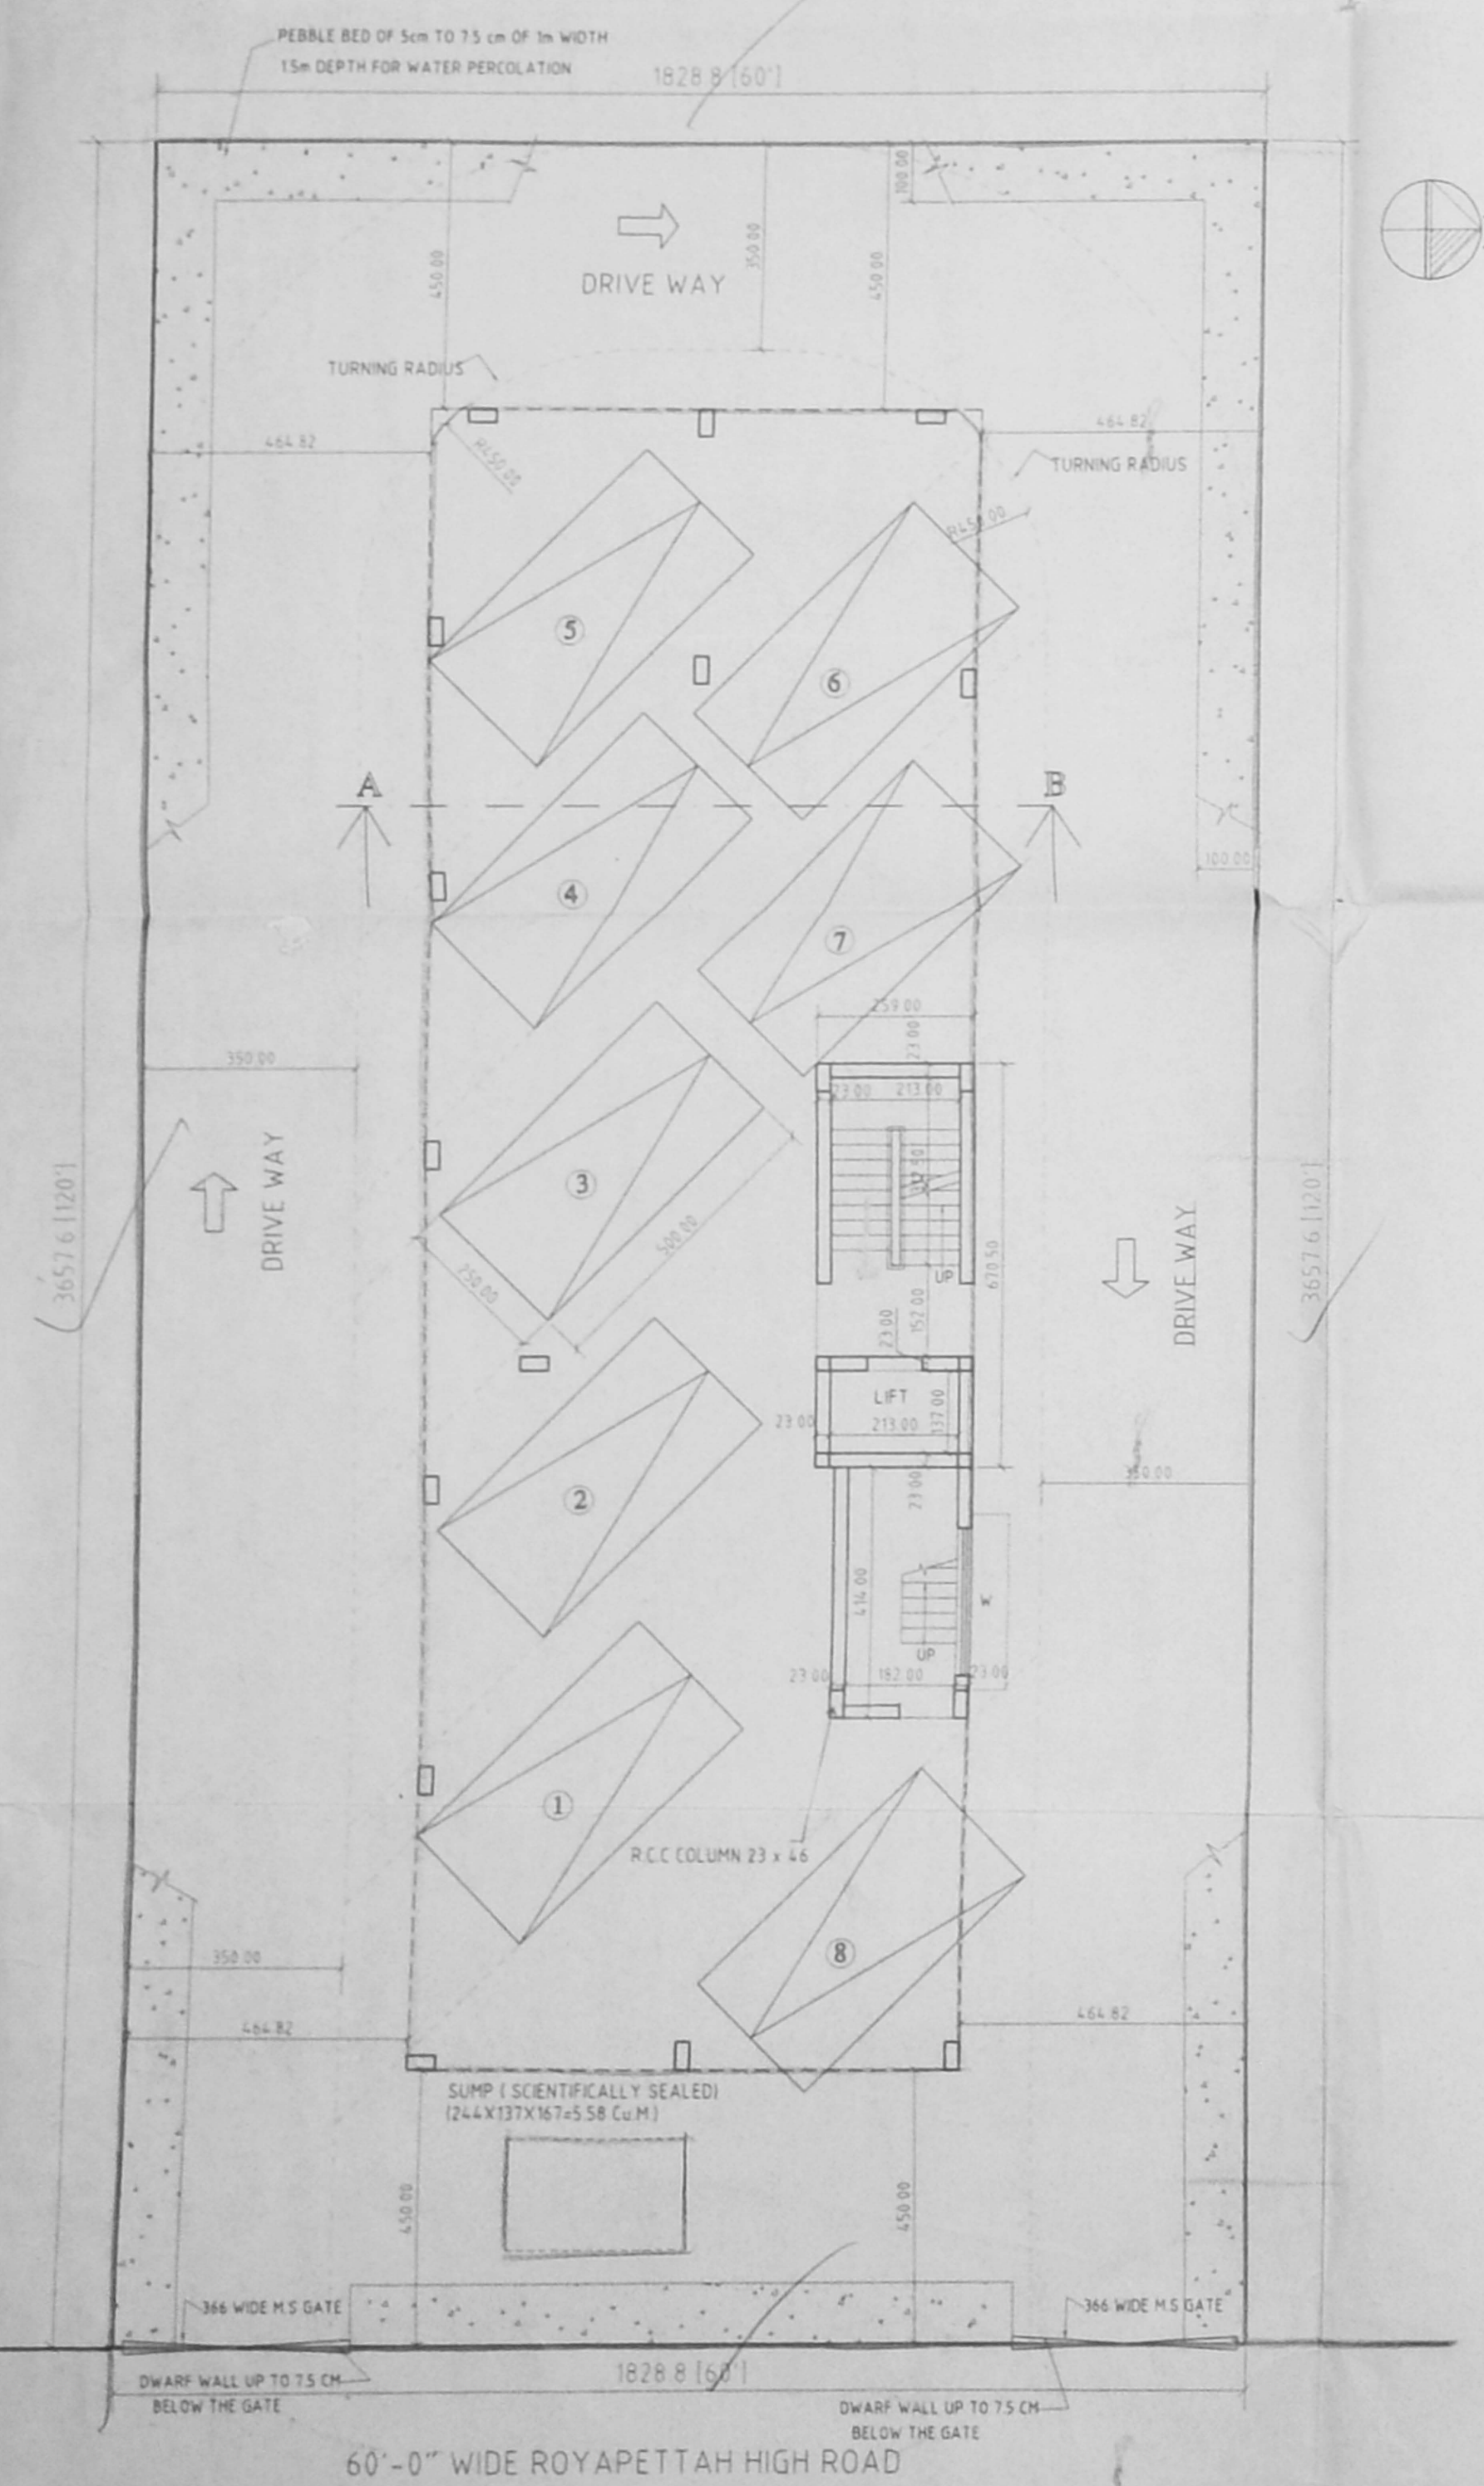 PEBBLE BED OF 5cm TO 7.5 cm OF 1m WIDTH
1.5m DEPTH FOR WATER PERCOLATION
1828.8 [60']
100.00
450.00
350.00
450.00
DRIVE WAY
TURNING RADIUS
464.82
464.82
R450.00
TURNING RADIUS
R450.00
5
6
A
B
4
100.00
7
259.00
23.00
350.00
23.00
213.00
3657.6 [120']
DRIVE WAY
3
500.00
250.00
UP
670.50
DRIVE WAY
3657.6 [120']
23.00
152.00
LIFT
213.00
137.00
23.00
2
23.00
350.00
414.00
UP
23.00
182.00
23.00
1
R.C.C COLUMN 23 x 46
8
350.00
464.82
464.82
SUMP ( SCIENTIFICALLY SEALED)
(244X137X167=5.58 Cu.M)
450.00
450.00
366 WIDE M.S GATE
366 WIDE M.S GATE
1828.8 [60']
DWARF WALL UP TO 7.5 CM
BELOW THE GATE
DWARF WALL UP TO 7.5 CM
BELOW THE GATE
60'-0" WIDE ROYAPETTAH HIGH ROAD